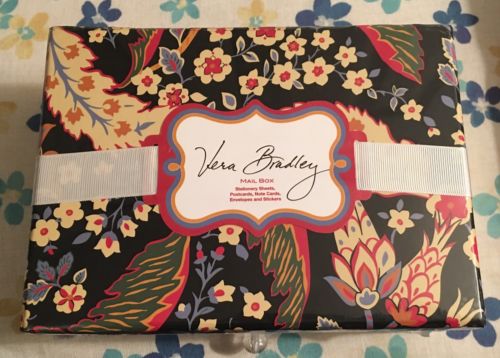 Vera Bradley
MAIL BOX
Stationery Sheets,
Postcards, Note Cards,
Envelopes and Stickers